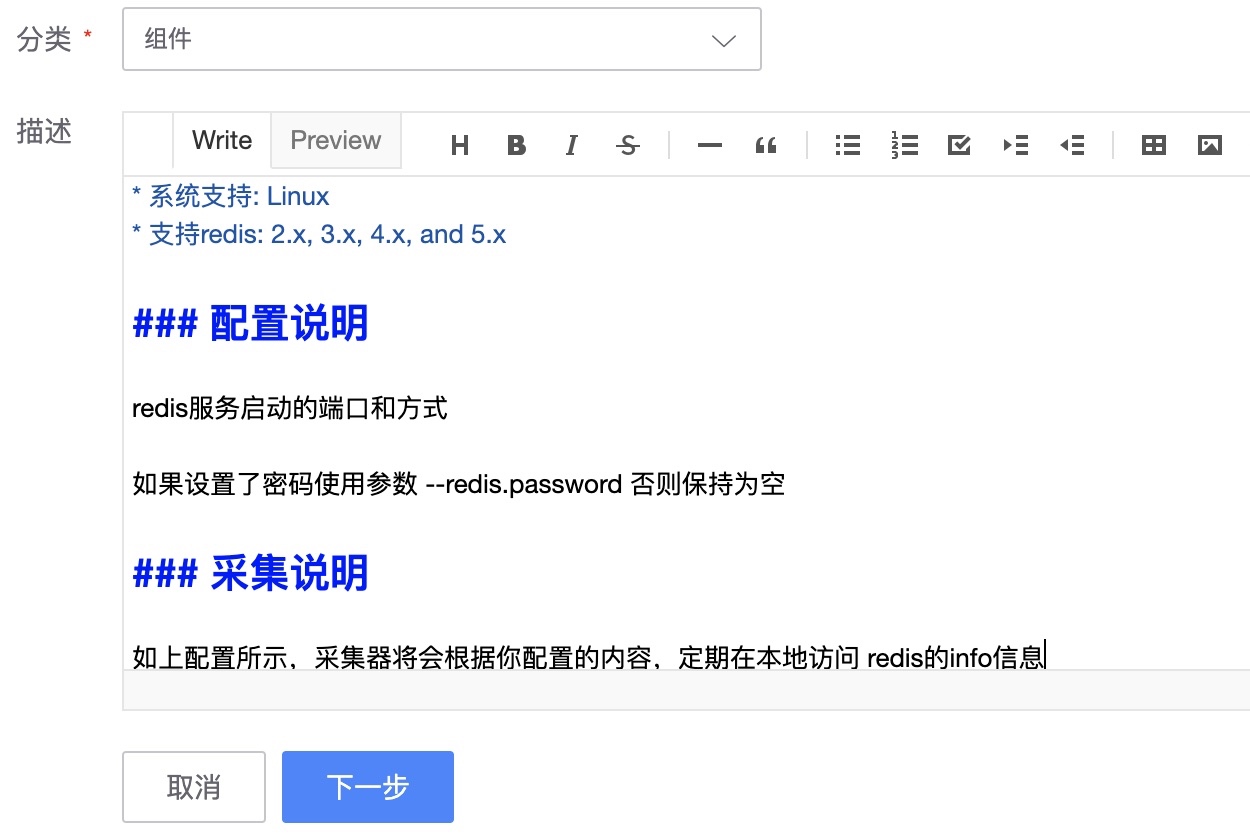 分类 *
组件
描述
Write Preview
* 系统支持: Linux
* 支持redis: 2.x, 3.x, 4.x, and 5.x
### 配置说明
redis服务启动的端口和方式
如果设置了密码使用参数 --redis.password 否则保持为空
### 采集说明
如上配置所示，采集器将会根据你配置的内容，定期在本地访问 redis的info信息
取消 下一步